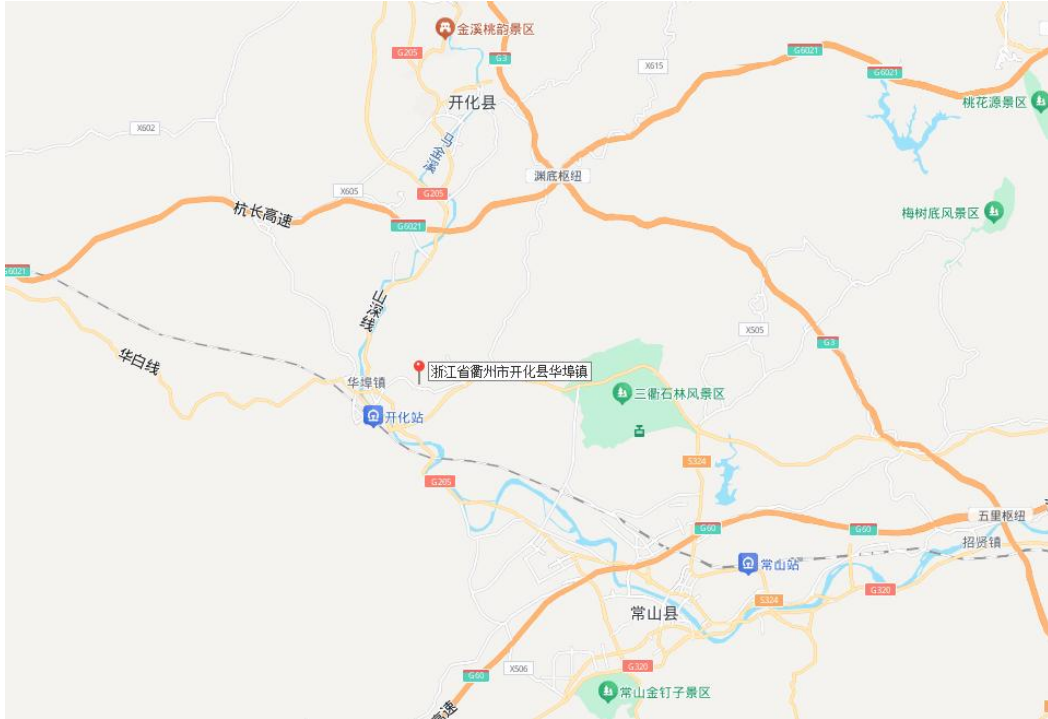 金溪桃韵景区
G205
G3
G6021
X615
G6021
桃花源景区
开化县
X602
马金溪
渊底枢纽
X605
G205
杭长高速
G6021
梅树底风景区
G6021
山深线
X505
华白线
G3
浙江省衢州市开化县华埠镇
华埠镇
三衢石林风景区
开化站
S324
G205
五里枢纽
G60
G60
招贤镇
常山站
G320
S324
常山县
G320
X506
G60
常山金钉子景区
高速